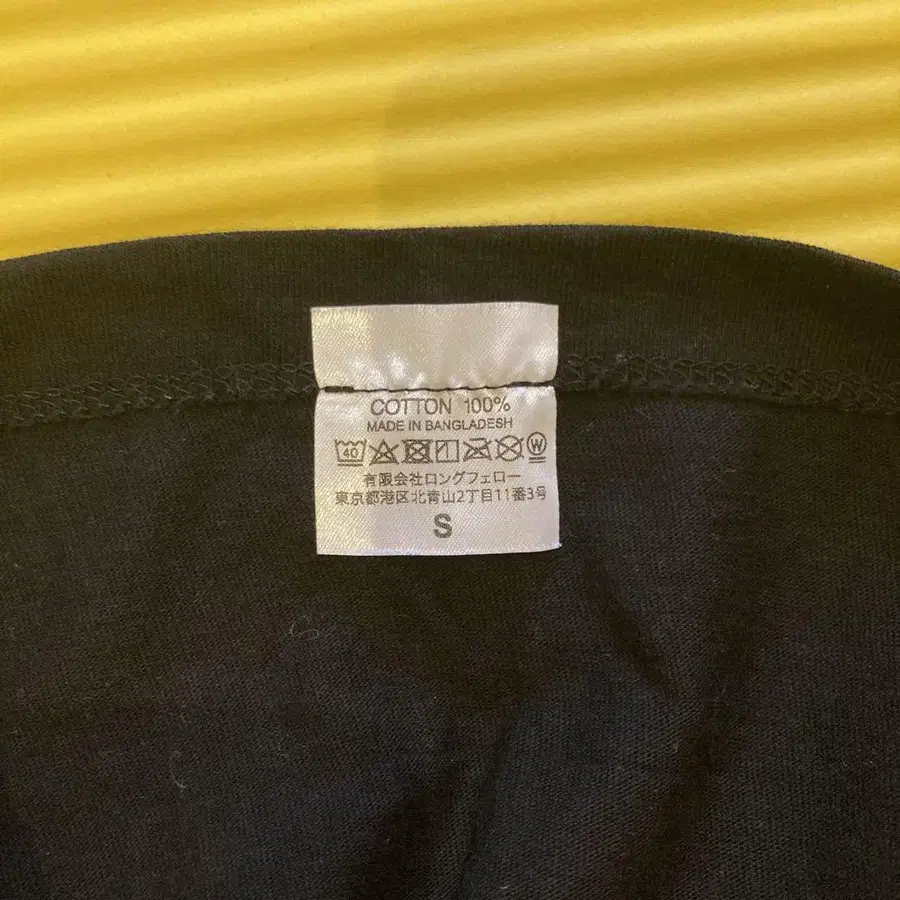 COTTON 100%
MADE IN BANGLADESH
40 W
有限会社ロングフェロー
東京都港区北青山2丁目11番3号
S